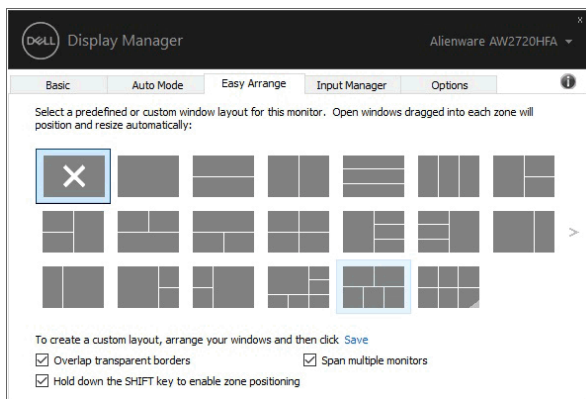 x
DELL Display Manager Alienware AW2720HFA
Basic Auto Mode Easy Arrange Input Manager Options i
Select a predefined or custom window layout for this monitor. Open windows dragged into each zone will
position and resize automatically:
>
To create a custom layout, arrange your windows and then click Save
Overlap transparent borders Span multiple monitors
Hold down the SHIFT key to enable zone positioning